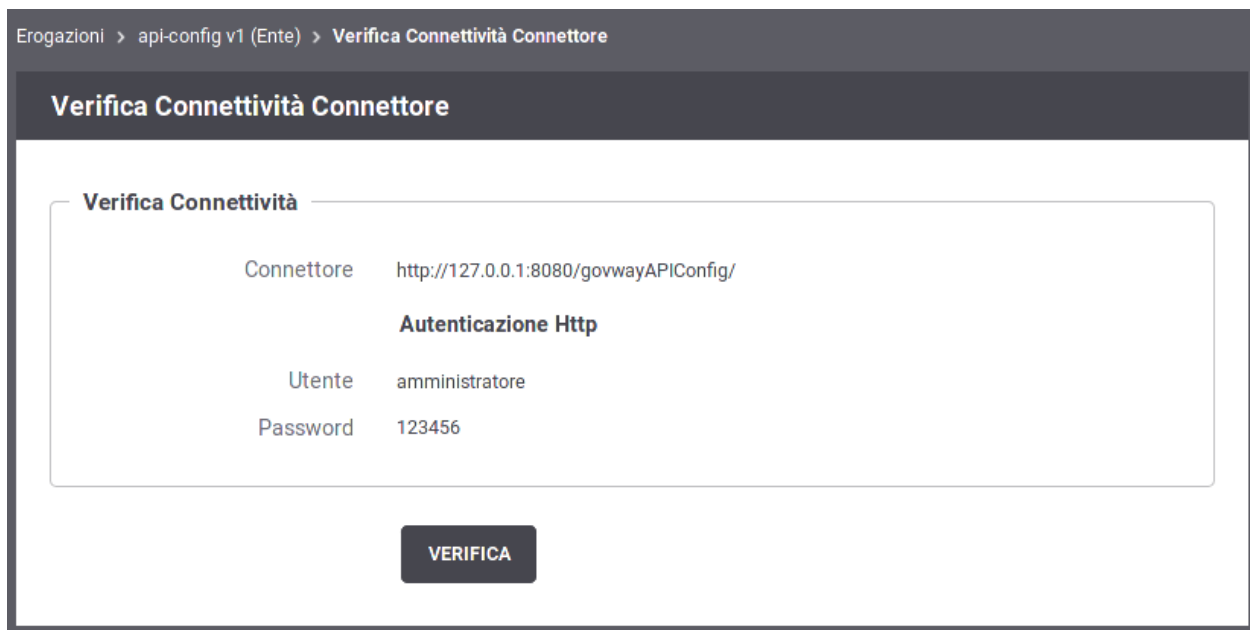 Erogazioni > api-config v1 (Ente) > Verifica Connettività Connettore
Verifica Connettività Connettore
Verifica Connettività
Connettore http://127.0.0.1:8080/govwayAPIConfig/
Autenticazione Http
Utente amministratore
Password 123456
VERIFICA